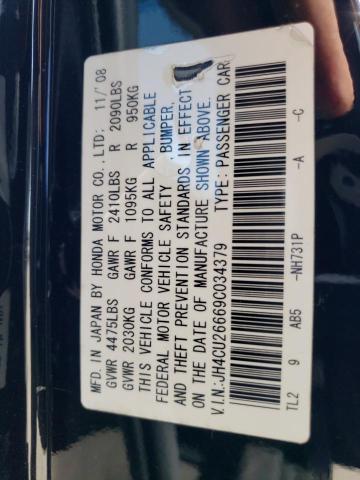 MFD. IN JAPAN BY HONDA MOTOR CO., LTD: 11/'08
GVWR 4475LBS GAWR F 2410LBS R 2090LBS
GVWR 2030KG GAWR F 1095KG R 950KG
THIS VEHICLE CONFORMS TO ALL APPLICABLE
FEDERAL MOTOR VEHICLE SAFETY BUMPER,
AND THEFT PREVENTION STANDARDS IN EFFECT
ON THE DATE OF MANUFACTURE SHOWN ABOVE.
V.I.N:JH4CU26669C034379 TYPE:PASSENGER CAR
TL2 9 AB5 -NH731P -A -C